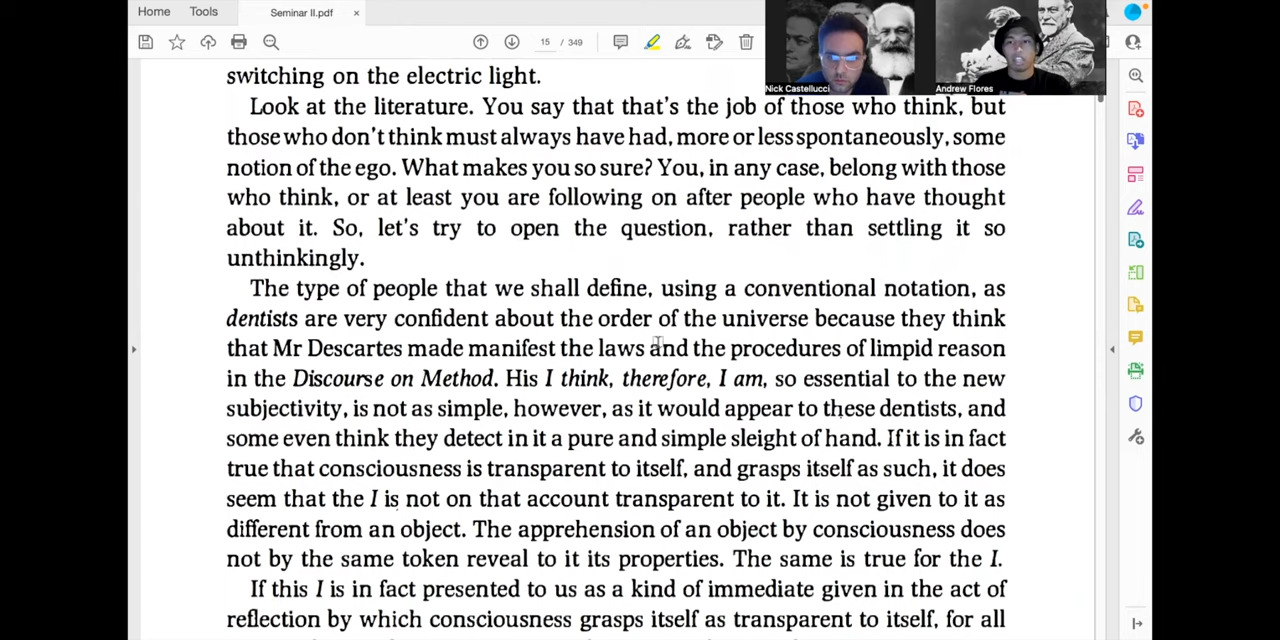 Home Tools Seminar II.pdf ×
15 / 349
Nick Castellucci
Andrew Flores
switching on the electric light.
Look at the literature. You say that that's the job of those who think, but
those who don't think must always have had, more or less spontaneously, some
notion of the ego. What makes you so sure? You, in any case, belong with those
who think, or at least you are following on after people who have thought
about it. So, let's try to open the question, rather than settling it so
unthinkingly.
The type of people that we shall define, using a conventional notation, as
dentists are very confident about the order of the universe because they think
that Mr Descartes made manifest the laws and the procedures of limpid reason
in the Discourse on Method. His I think, therefore, I am, so essential to the new
subjectivity, is not as simple, however, as it would appear to these dentists, and
some even think they detect in it a pure and simple sleight of hand. If it is in fact
true that consciousness is transparent to itself, and grasps itself as such, it does
seem that the I is not on that account transparent to it. It is not given to it as
different from an object. The apprehension of an object by consciousness does
not by the same token reveal to it its properties. The same is true for the I.
If this I is in fact presented to us as a kind of immediate given in the act of
reflection by which consciousness grasps itself as transparent to itself, for all